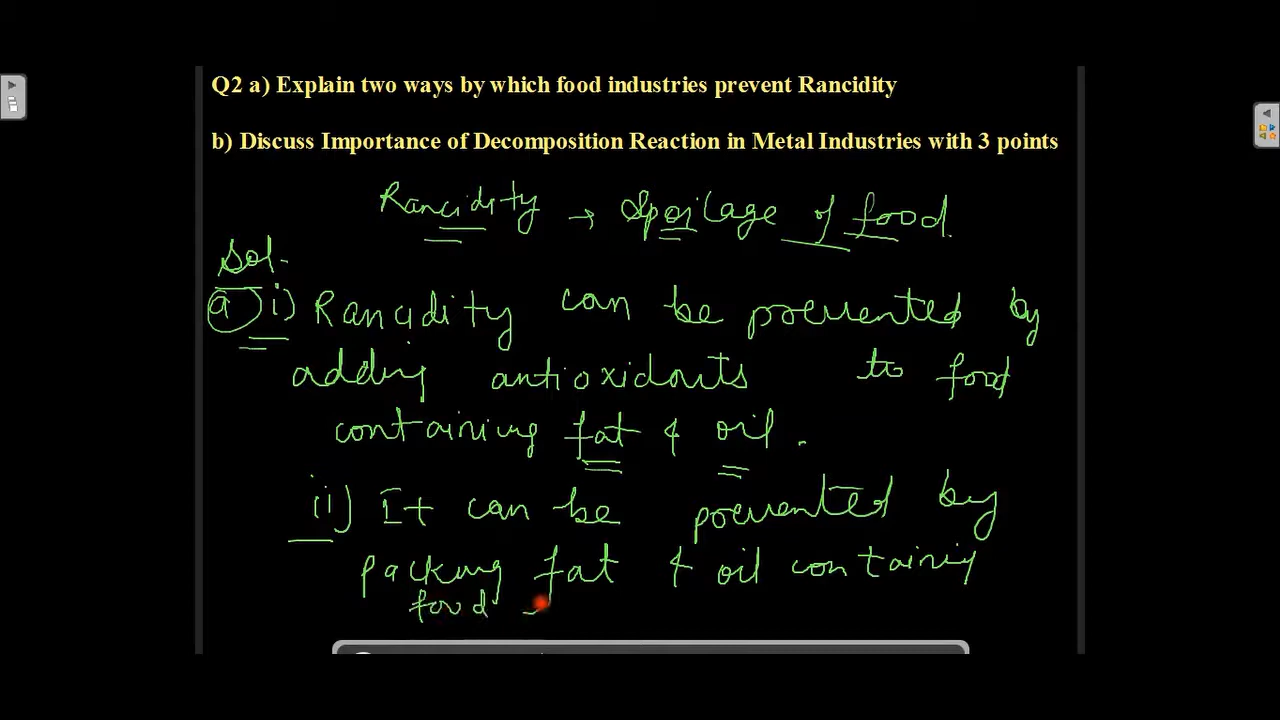 Q2 a) Explain two ways by which food industries prevent Rancidity
b) Discuss Importance of Decomposition Reaction in Metal Industries with 3 points
Rancidity → Spoilage of food.
Sol.
a) i) Rancidity can be prevented by
adding antioxidants to food
containing fat & oil.
ii) It can be prevented by
packing fat & oil containing
food